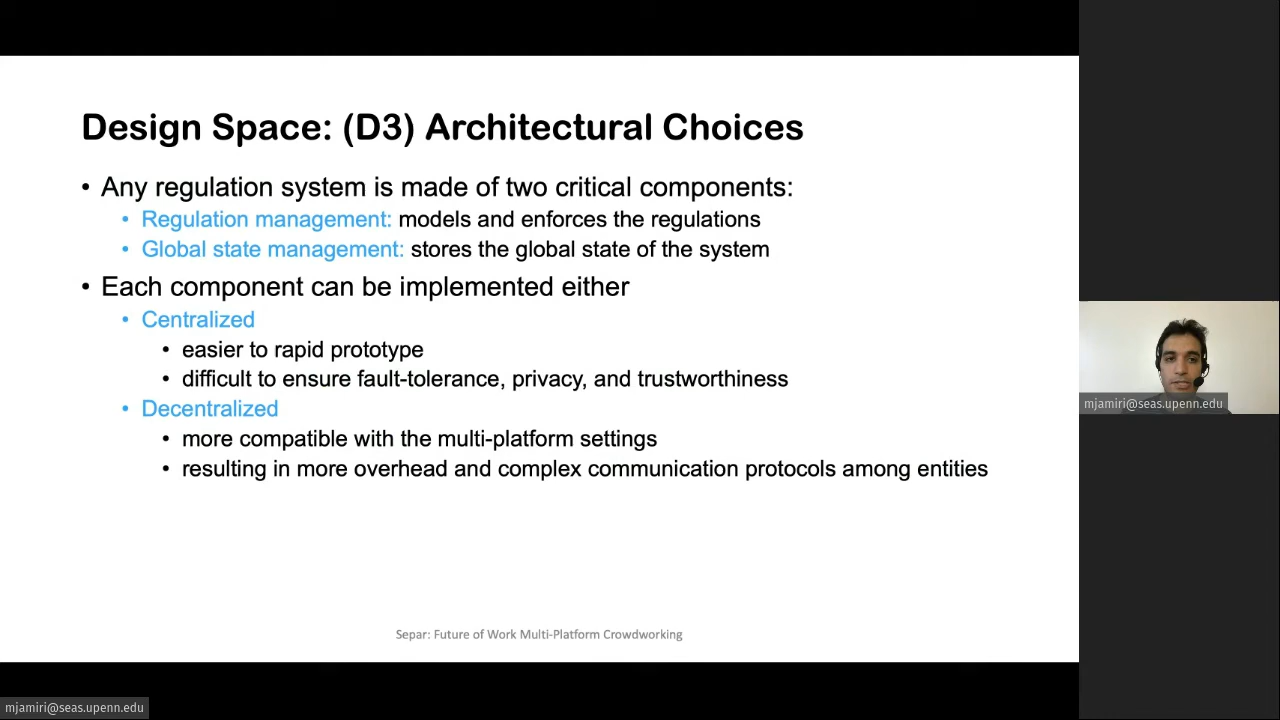 Design Space: (D3) Architectural Choices
• Any regulation system is made of two critical components:
• Regulation management: models and enforces the regulations
• Global state management: stores the global state of the system
• Each component can be implemented either
• Centralized
• easier to rapid prototype
• difficult to ensure fault-tolerance, privacy, and trustworthiness
• Decentralized
• more compatible with the multi-platform settings
• resulting in more overhead and complex communication protocols among entities
Separ: Future of Work Multi-Platform Crowdworking
mjamiri@seas.upenn.edu
mjamiri@seas.upenn.edu